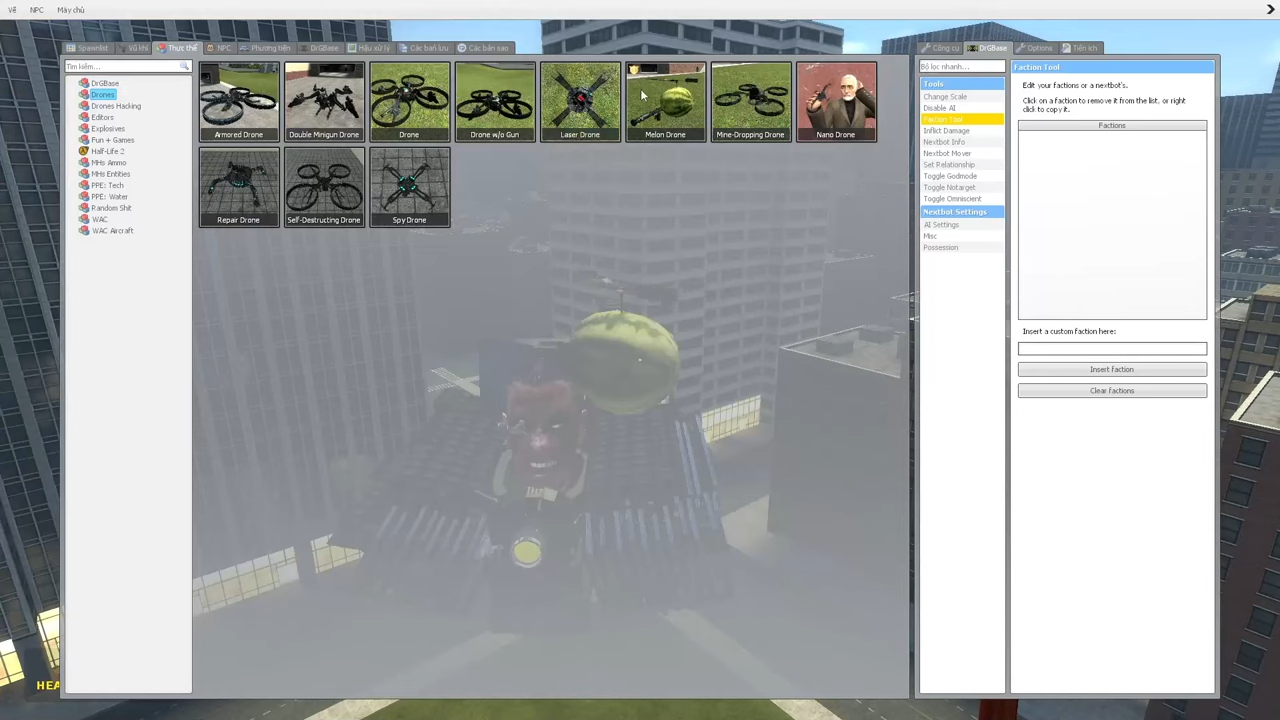 Vẽ NPC Máy chủ
Spawnlist Vũ khí Thực thể NPC Phương tiện DrGBase Hậu xử lý Các bản lưu Các bản sao
Công cụ DrGBase Options Tiện ích
Tìm kiếm...
DrGBase
Drones
Drones Hacking
Editors
Explosives
Fun + Games
Half-Life 2
MHs Ammo
MHs Entities
PPE: Tech
PPE: Water
Random Shit
WAC
WAC Aircraft
Armored Drone Double Minigun Drone Drone Drone w/o Gun Laser Drone Melon Drone Mine-Dropping Drone Nano Drone
Repair Drone Self-Destructing Drone Spy Drone
Bộ lọc nhanh...
Tools
Change Scale
Disable AI
Faction Tool
Inflict Damage
Nextbot Info
Nextbot Mover
Set Relationship
Toggle Godmode
Toggle Notarget
Toggle Omniscient
Nextbot Settings
AI Settings
Misc
Possession
Faction Tool
Edit your factions or a nextbot's.
Click on a faction to remove it from the list, or right
click to copy it.
Factions
Insert a custom faction here:
Insert faction
Clear factions
HEA